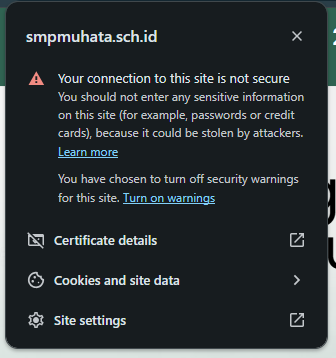 smpmuhata.sch.id
Your connection to this site is not secure
You should not enter any sensitive information
on this site (for example, passwords or credit
cards), because it could be stolen by attackers.
Learn more
You have chosen to turn off security warnings
for this site. Turn on warnings
Certificate details
Cookies and site data
Site settings